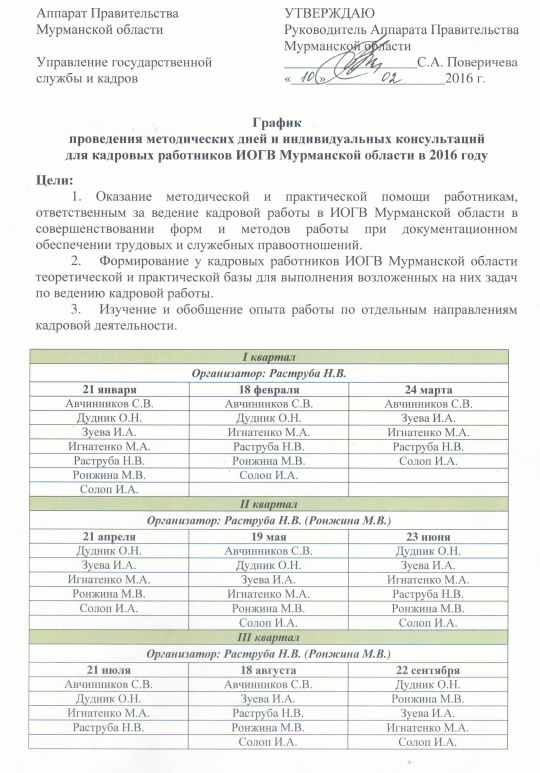 Аппарат Правительства
Мурманской области
Управление государственной
службы и кадров
УТВЕРЖДАЮ
Руководитель Аппарата Правительства
Мурманской области
С.А. Поверичева
« 10 » 02 2016 г.
График
проведения методических дней и индивидуальных консультаций
для кадровых работников ИОГВ Мурманской области в 2016 году
Цели:
1. Оказание методической и практической помощи работникам,
ответственным за ведение кадровой работы в ИОГВ Мурманской области в
совершенствовании форм и методов работы при документационном
обеспечении трудовых и служебных правоотношений.
2. Формирование у кадровых работников ИОГВ Мурманской области
теоретической и практической базы для выполнения возложенных на них задач
по ведению кадровой работы.
3. Изучение и обобщение опыта работы по отдельным направлениям
кадровой деятельности.
I квартал
Организатор: Раструба Н.В.
21 января 18 февраля 24 марта
Авчинников С.В. Авчинников С.В. Авчинников С.В.
Дудник О.Н. Дудник О.Н. Зуева И.А.
Зуева И.А. Игнатенко М.А. Игнатенко М.А.
Игнатенко М.А. Раструба Н.В. Раструба Н.В.
Раструба Н.В. Ронжина М.В. Солоп И.А.
Ронжина М.В. Солоп И.А.
Солоп И.А.
II квартал
Организатор: Раструба Н.В. (Ронжина М.В.)
21 апреля 19 мая 23 июня
Дудник О.Н. Авчинников С.В. Дудник О.Н.
Зуева И.А. Дудник О.Н. Зуева И.А.
Игнатенко М.А. Зуева И.А. Игнатенко М.А.
Ронжина М.В. Игнатенко М.А. Раструба Н.В.
Солоп И.А. Ронжина М.В. Ронжина М.В.
Солоп И.А. Солоп И.А.
III квартал
Организатор: Раструба Н.В. (Ронжина М.В.)
21 июля 18 августа 22 сентября
Авчинников С.В. Авчинников С.В. Дудник О.Н.
Дудник О.Н. Зуева И.А. Ронжина М.В.
Игнатенко М.А. Раструба Н.В. Зуева И.А.
Раструба Н.В. Ронжина М.В. Игнатенко М.А.
Солоп И.А. Солоп И.А.